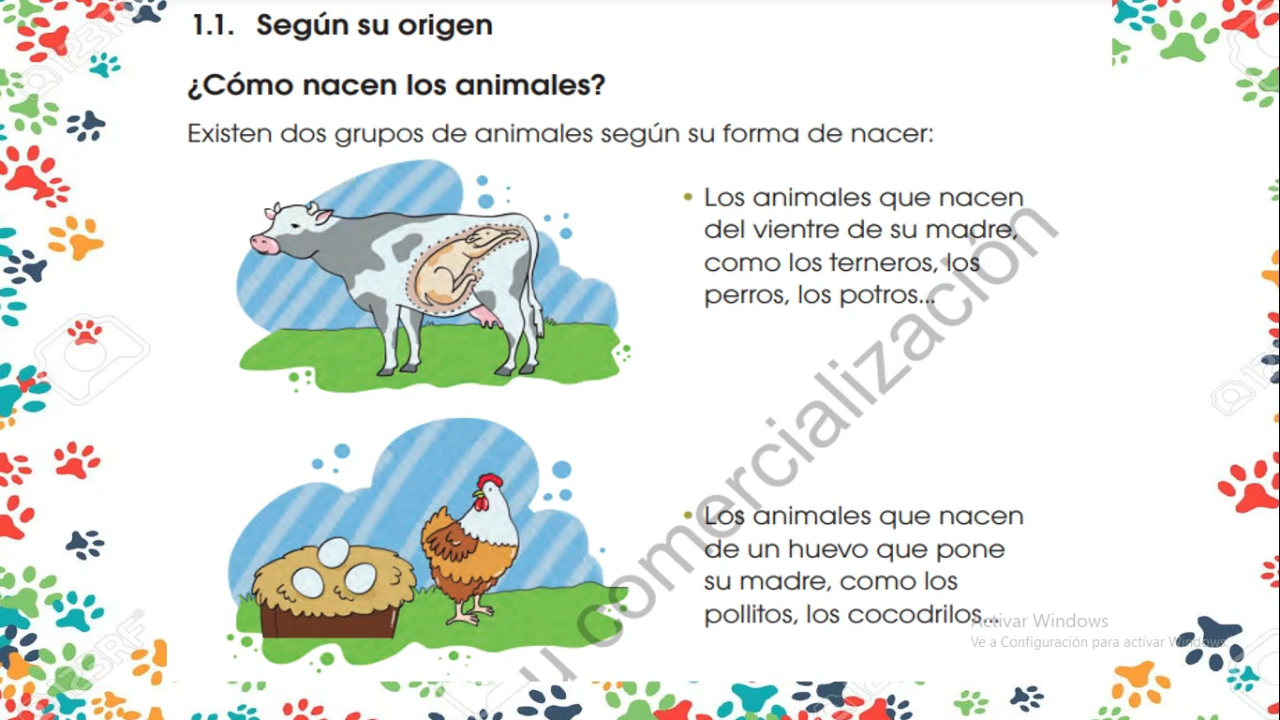 1.1. Según su origen
¿Cómo nacen los animales?
Existen dos grupos de animales según su forma de nacer:
• Los animales que nacen
del vientre de su madre,
como los terneros, los
perros, los potros...
• Los animales que nacen
de un huevo que pone
su madre, como los
pollitos, los cocodrilos...
u comercialización
Activar Windows
Ve a Configuración para activar Windows.
123RF